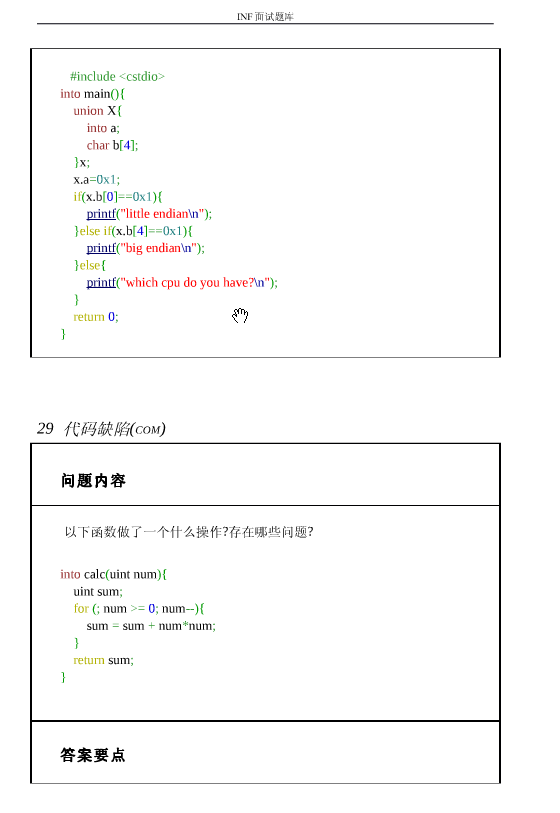 INF 面试题库
#include <cstdio>
into main(){
union X{
into a;
char b[4];
}x;
x.a=0x1;
if(x.b[0]==0x1){
printf("little endian\n");
}else if(x.b[4]==0x1){
printf("big endian\n");
}else{
printf("which cpu do you have?\n");
}
return 0;
}
29 代码缺陷(COM)
问题内容
以下函数做了一个什么操作?存在哪些问题?
into calc(uint num){
uint sum;
for (; num >= 0; num--){
sum = sum + num*num;
}
return sum;
}
答案要点